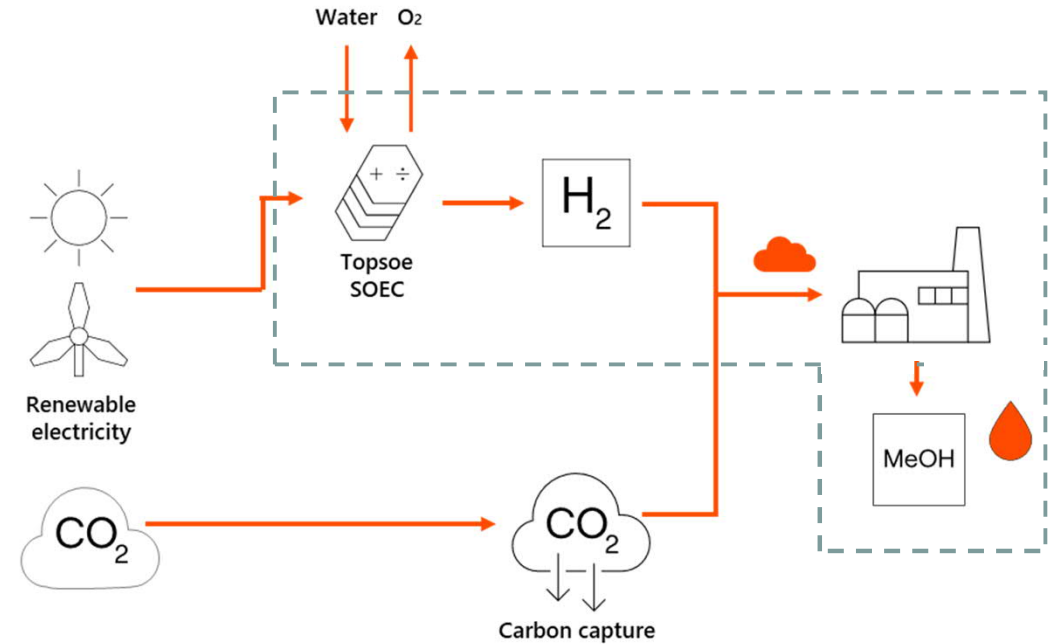 Water O₂
+ ÷
H₂
Topsoe
SOEC
Renewable
electricity
MeOH
CO₂
CO₂
Carbon capture